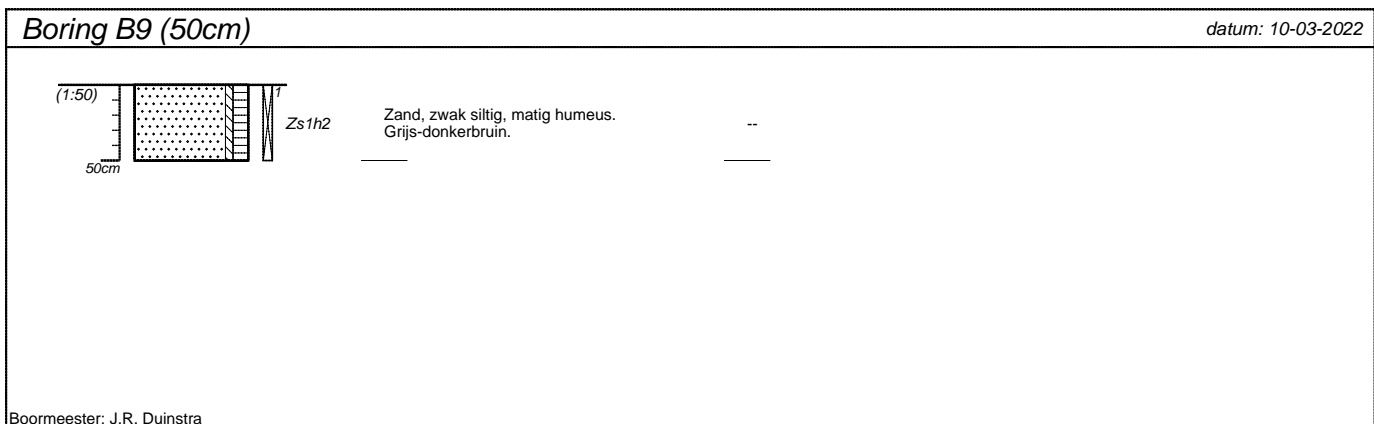 Boring B9 (50cm)
datum: 10-03-2022
(1:50)
1
Zs1h2
Zand, zwak siltig, matig humeus.
Grijs-donkerbruin.
--
50cm
Boormeester: J.R. Duinstra